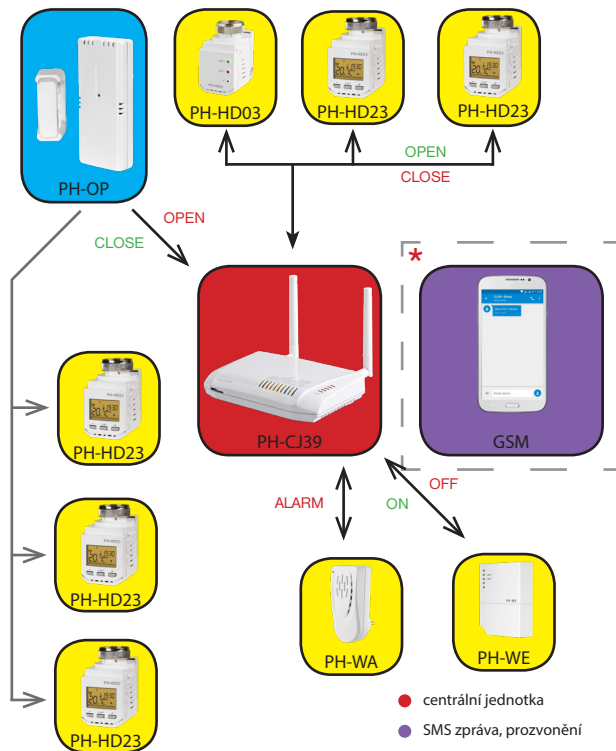 PH-OP
PH-HD03
PH-HD23
PH-HD23
OPEN
CLOSE
OPEN
CLOSE
*
PH-CJ39
GSM
PH-HD23
PH-HD23
PH-HD23
ALARM
OFF
ON
PH-WA
PH-WE
centrální jednotka
SMS zpráva, prozvonění